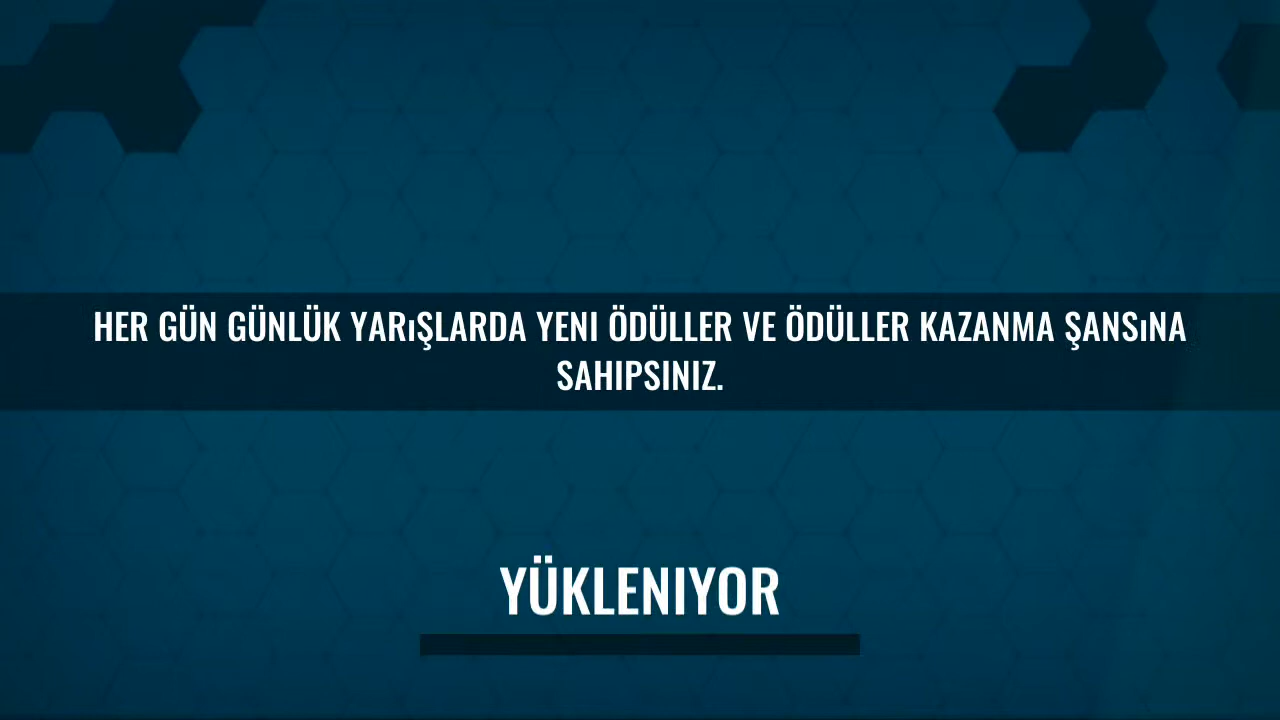 HER GÜN GÜNLÜK YARıŞLARDA YENI ÖDÜLLER VE ÖDÜLLER KAZANMA ŞANSıNA
SAHIPSINIZ.
YÜKLENIYOR